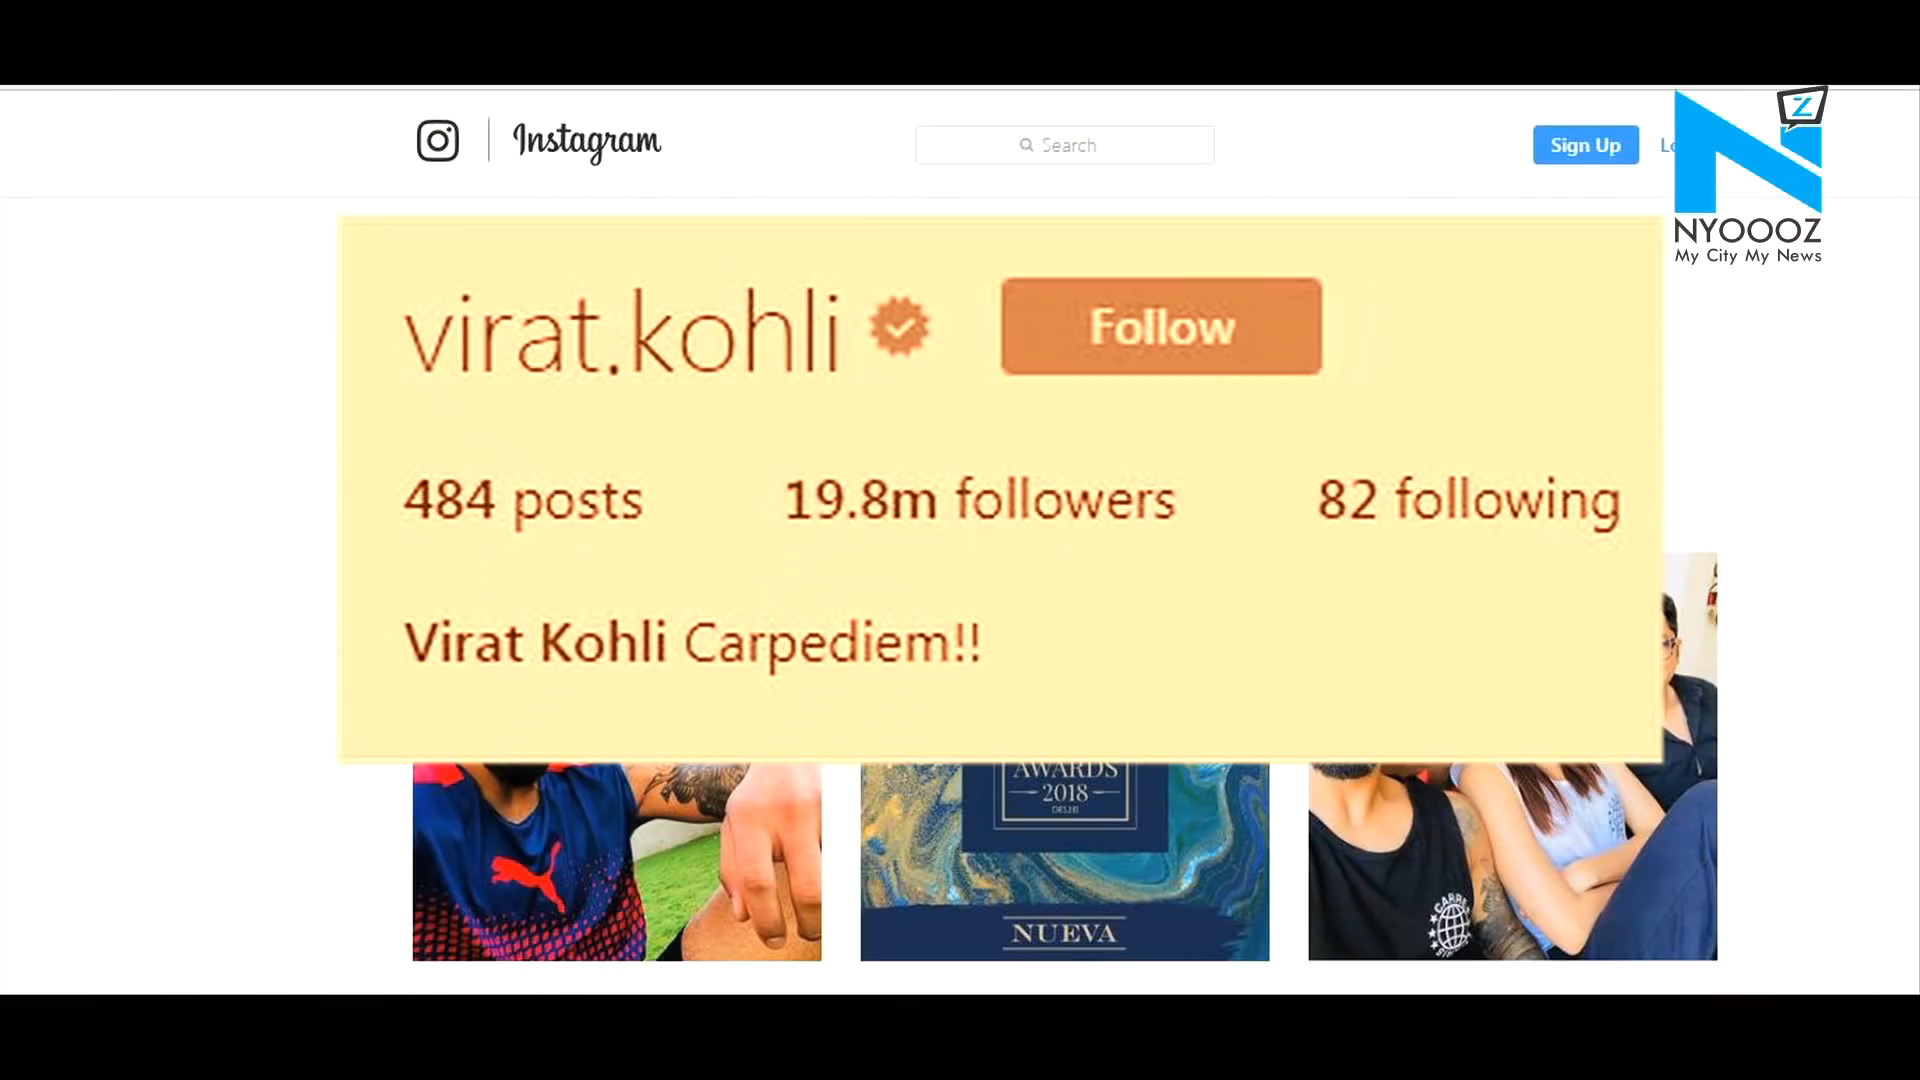 Instagram
Search
Sign Up
Z
NYOOOZ
My City My News
virat.kohli
Follow
484 posts 19.8m followers 82 following
Virat Kohli Carpediem!!
AWARDS
2018
DELHI
NUEVA